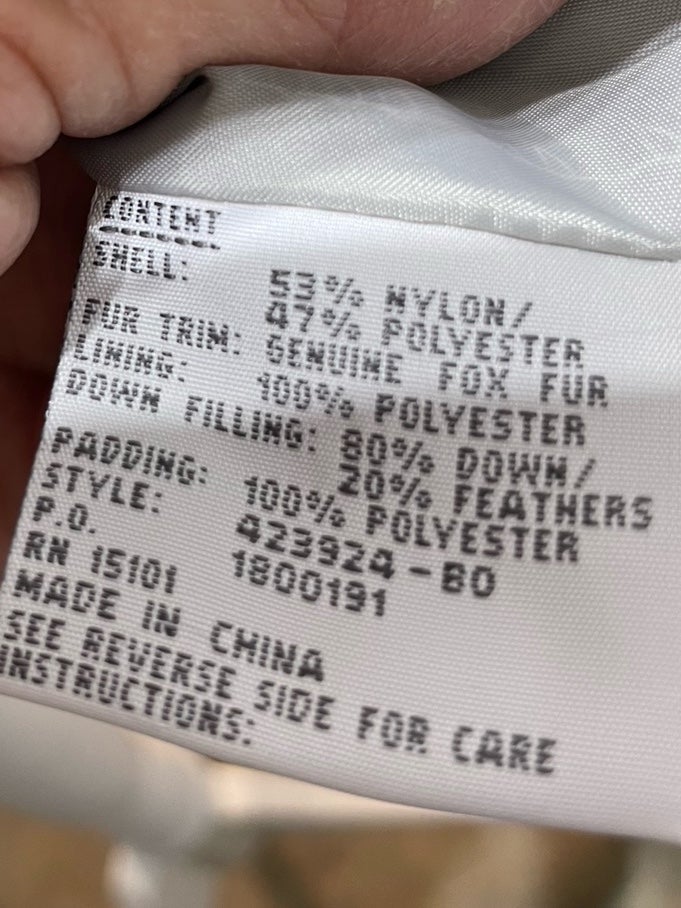 CONTENT
SHELL: 53% NYLON/
47% POLYESTER
FUR TRIM: GENUINE FOX FUR
LINING: 100% POLYESTER
DOWN FILLING: 80% DOWN/
20% FEATHERS
PADDING: 100% POLYESTER
STYLE: 423924-BO
P.O. 1800191
RN 15101
MADE IN CHINA
SEE REVERSE SIDE FOR CARE
INSTRUCTIONS: